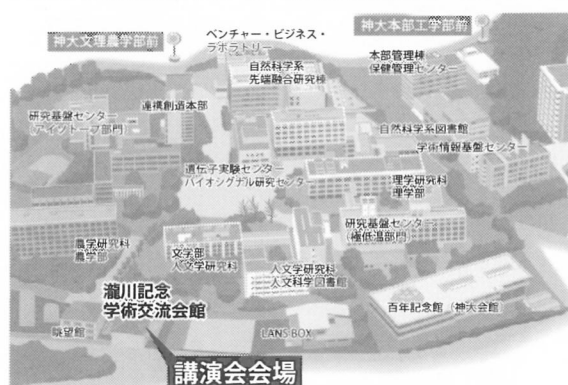 神大文理農学部前
ベンチャー・ビジネス・
ラボラトリー
神大本部工学部前
自然科学系
先端融合研究棟
本部管理棟
保健管理センター
連携創造本部
研究基盤センター
(アイソトープ部門)
自然科学系図書館
学術情報基盤センター
遺伝子実験センター
バイオシグナル研究センター
理学研究科
理学部
研究基盤センター
(極低温部門)
農学研究科
農学部
文学部
人文学研究科
人文学研究科
人文科学図書館
瀧川記念
学術交流会館
百年記念館(神大会館)
眺望館
LANS BOX
講演会会場